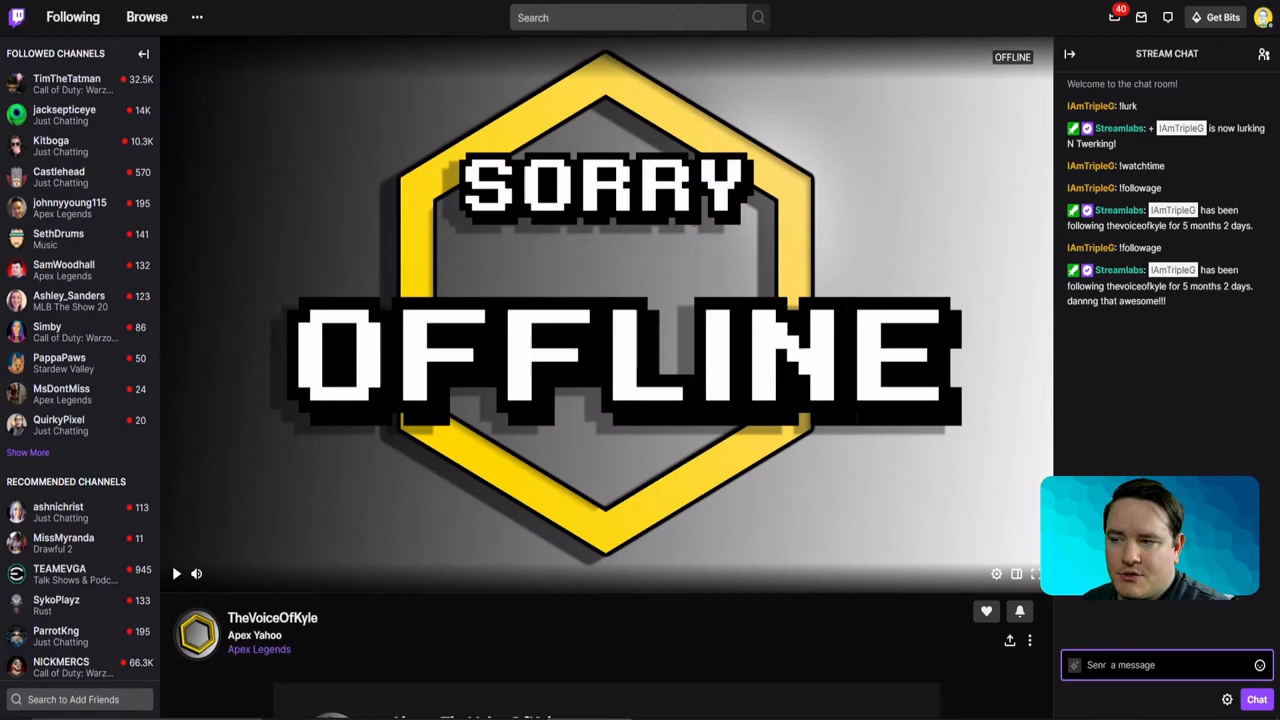 Following
Browse
Search
40
Get Bits
FOLLOWED CHANNELS
TimTheTatman
32.5K
Call of Duty: Warz...
jacksepticeye
14K
Just Chatting
Kitboga
10.3K
Just Chatting
Castlehead
570
Just Chatting
johnnyyoung115
195
Apex Legends
SethDrums
141
Music
SamWoodhall
132
Apex Legends
Ashley_Sanders
123
MLB The Show 20
Simby
86
Call of Duty: Warzo...
PappaPaws
50
Stardew Valley
MsDontMiss
24
Apex Legends
QuirkyPixel
20
Call of Duty: Warz...
Show More
RECOMMENDED CHANNELS
ashnichrist
113
Just Chatting
MissMyranda
11
Drawful 2
TEAMEVGA
945
Talk Shows & Podc...
SykoPlayz
133
Rust
ParrotKng
195
Just Chatting
NICKMERCS
66.3K
Call of Duty: Warz...
Search to Add Friends
OFFLINE
SORRY
OFFLINE
TheVoiceOfKyle
Apex Yahoo
Apex Legends
STREAM CHAT
Welcome to the chat room!
IAmTripleG: !lurk
Streamlabs: + IAmTripleG is now lurking
N Twerking!
IAmTripleG: !watchtime
IAmTripleG: !followage
Streamlabs: IAmTripleG has been
following thevoiceofkyle for 5 months 2 days.
IAmTripleG: !followage
Streamlabs: IAmTripleG has been
following thevoiceofkyle for 5 months 2 days.
dannng that awesome!!!
a message
Chat